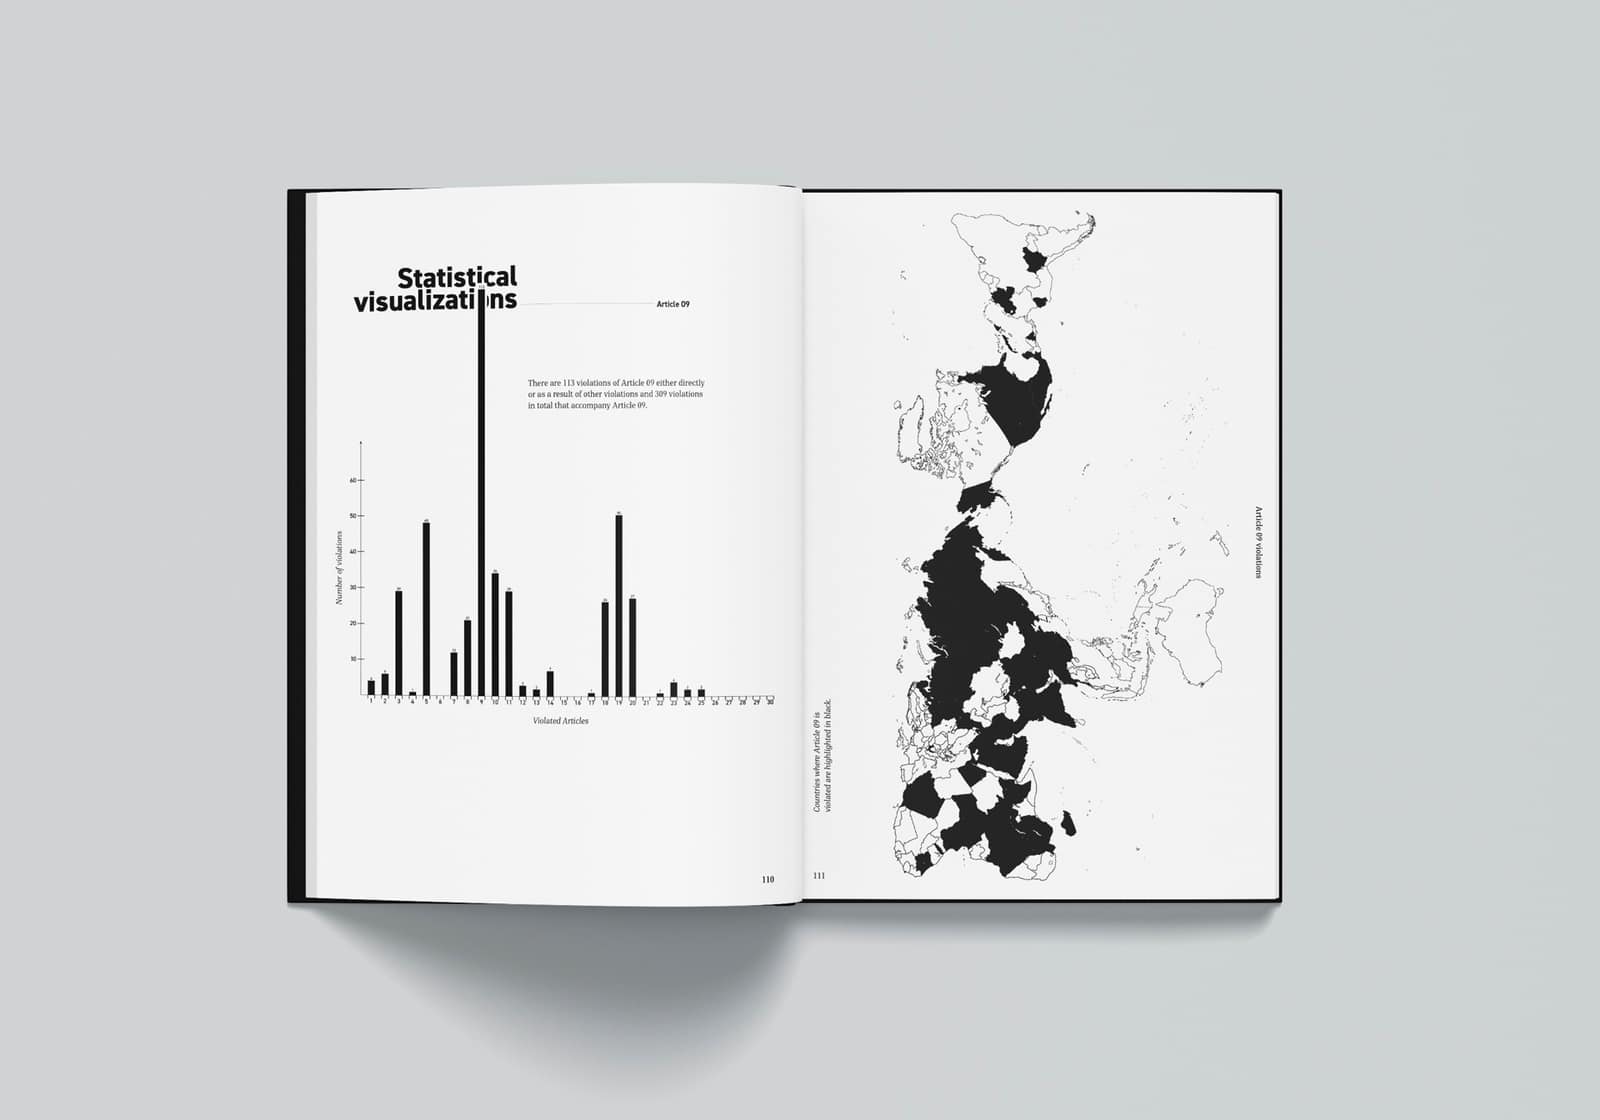 Statistical
visualizations
Article 09
There are 113 violations of Article 09 either directly
or as a result of other violations and 309 violations
in total that accompany Article 09.
Number of violations
60
50
40
30
20
10
1 2 3 4 5 6 7 8 9 10 11 12 13 14 15 16 17 18 19 20 21 22 23 24 25 26 27 28 29 30
Violated Articles
110
Article 09 violations
Countries where Article 09 is
violated are highlighted in black.
111